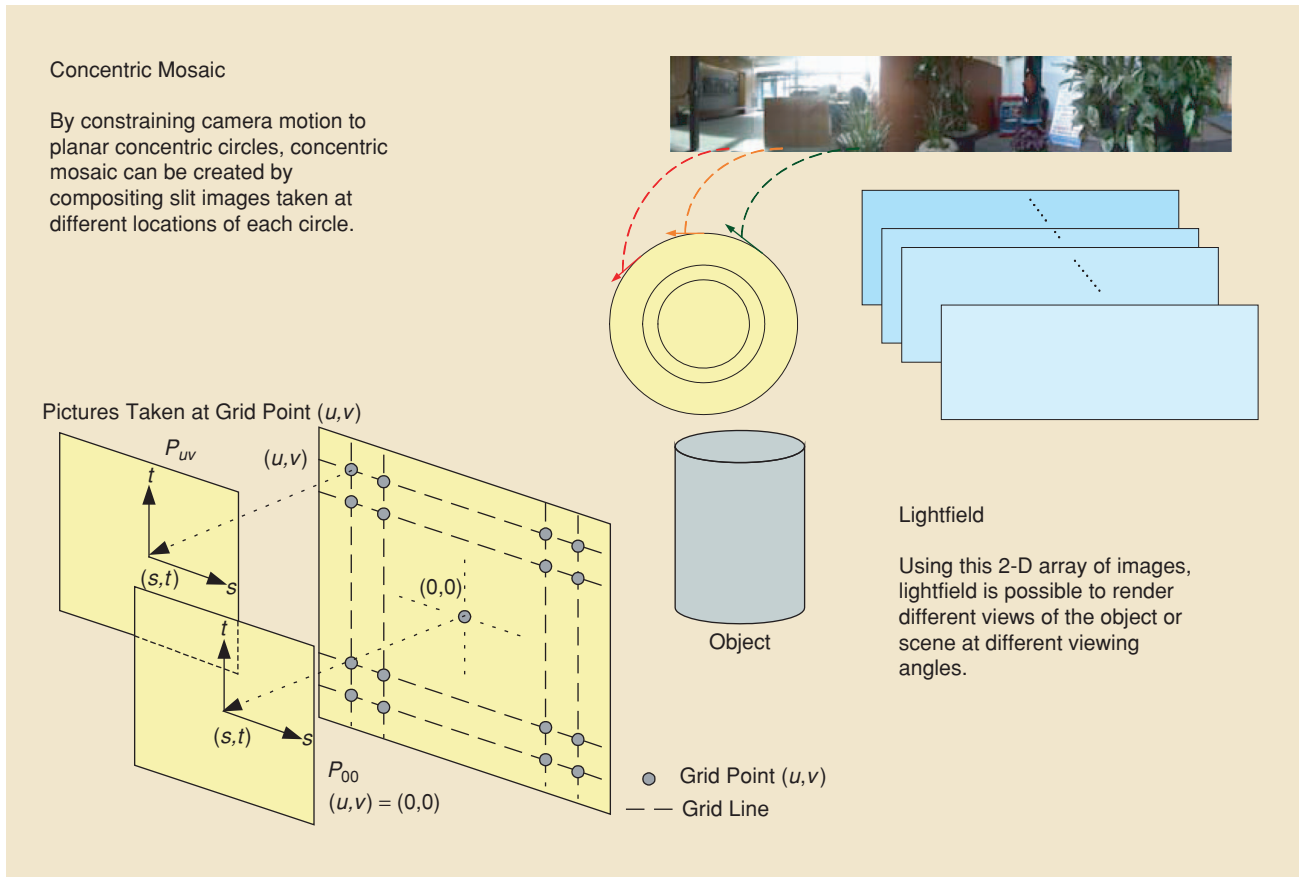 Concentric Mosaic
By constraining camera motion to
planar concentric circles, concentric
mosaic can be created by
compositing slit images taken at
different locations of each circle.
Pictures Taken at Grid Point (u,v)
P_uv
t
(s,t)
s
(u,v)
(0,0)
t
(s,t)
s
P_00
(u,v) = (0,0)
Object
Grid Point (u,v)
Grid Line
Lightfield
Using this 2-D array of images,
lightfield is possible to render
different views of the object or
scene at different viewing
angles.